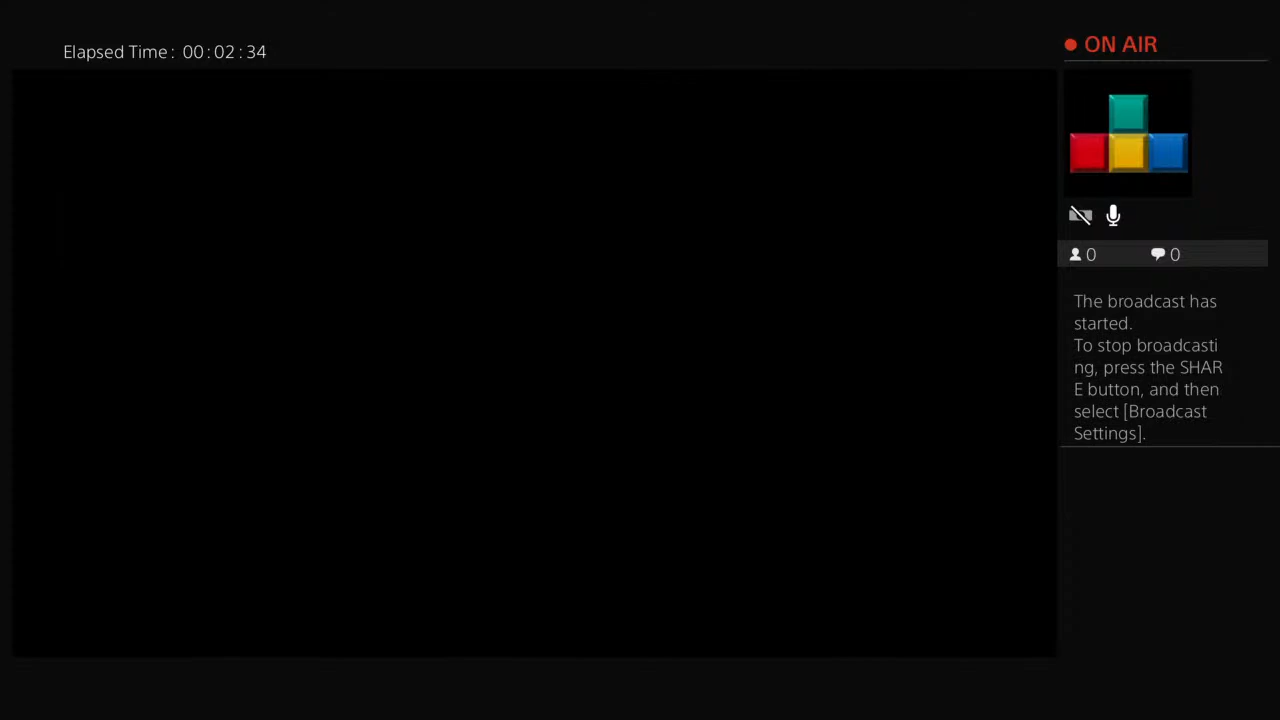 Elapsed Time: 00:02:34
ON AIR
0 0
The broadcast has
started.
To stop broadcasti
ng, press the SHAR
E button, and then
select [Broadcast
Settings].